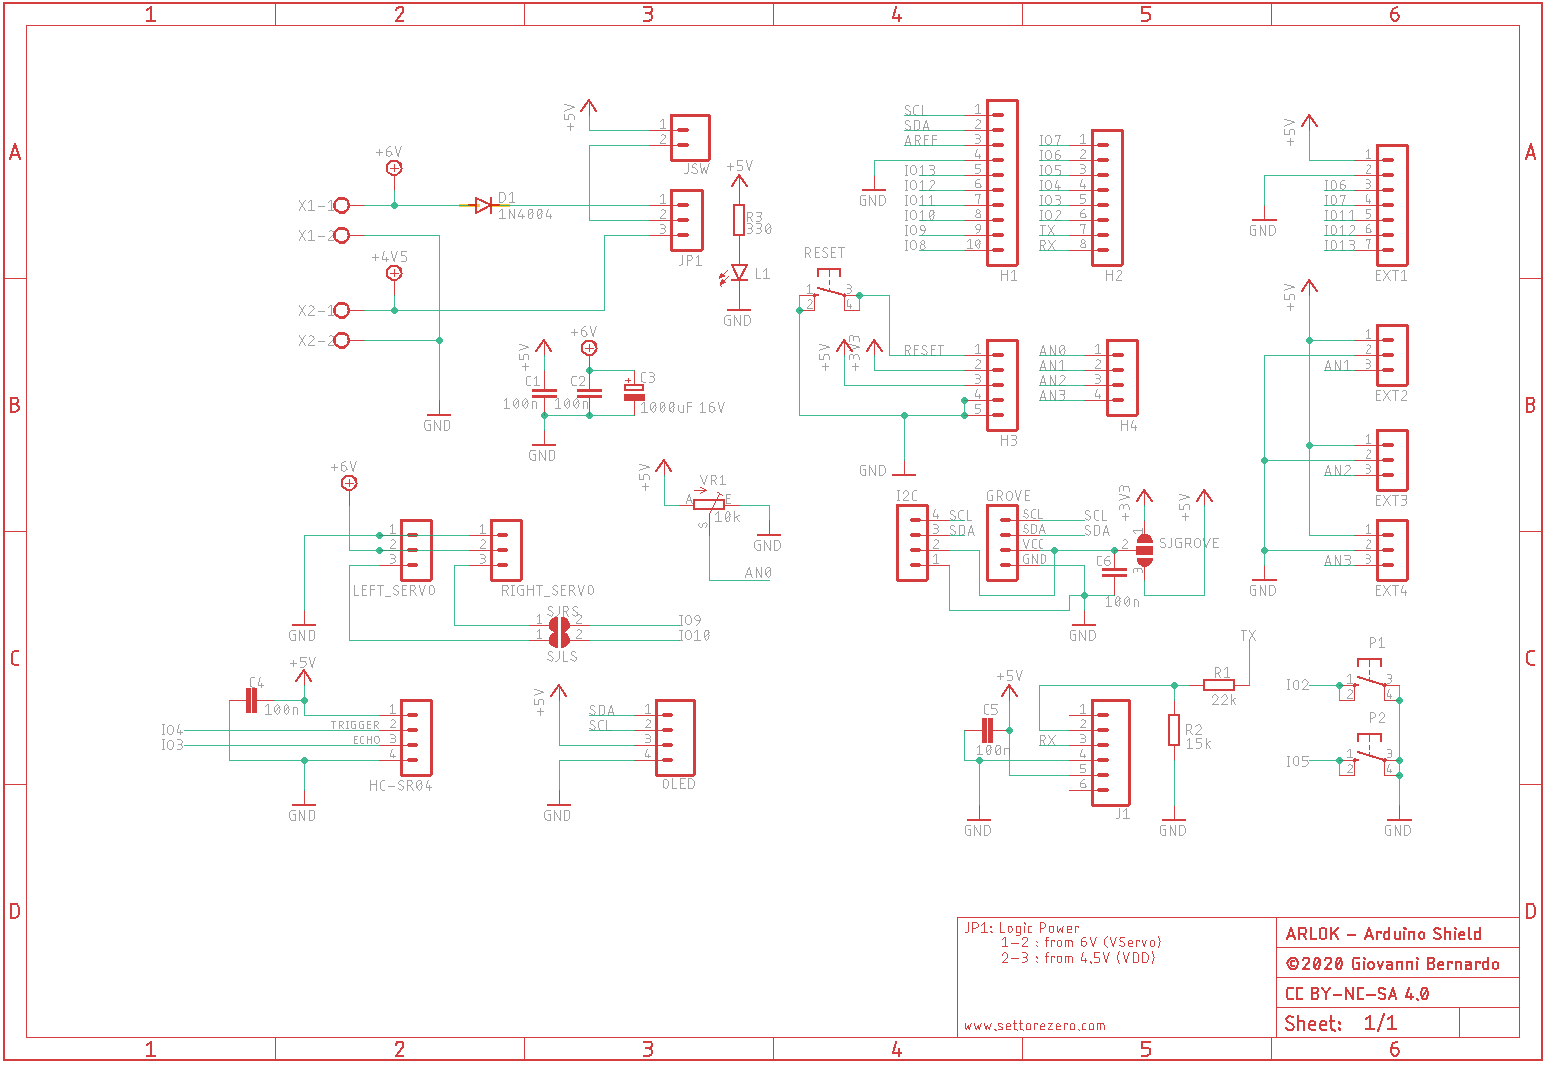 1 2 3 4 5 6
A A
B B
C C
D D
1 2 3 4 5 6
+5V
1
2
JSW
+6V
X1-1
D1
1N4004
X1-2
1
2
3
JP1
+5V
R3
330
L1
GND
+4V5
X2-1
X2-2
GND
+5V
C1
100n
+6V
C2
100n
C3
+
1000uF 16V
GND
SCL 1
SDA 2
AREF 3
4
IO13 5
IO12 6
IO11 7
IO10 8
IO9 9
IO8 10
GND
H1
IO7 1
IO6 2
IO5 3
IO4 4
IO3 5
IO2 6
TX 7
RX 8
H2
+5V
1
2
IO6 3
IO7 4
IO11 5
IO12 6
IO13 7
GND
EXT1
RESET
1 3
2 4
+5V
+3V3
RESET 1
2
3
4
5
GND
H3
AN0 1
AN1 2
AN2 3
AN3 4
H4
+5V
1
2
AN1 3
EXT2
1
2
AN2 3
EXT3
1
2
AN3 3
EXT4
GND
+6V
1
2
3
LEFT_SERVO
1
2
3
RIGHT_SERVO
GND
SJRS
1 2 IO9
1 2 IO10
SJLS
+5V
VR1
A E
10k
S
GND
AN0
I2C
4 SCL
3 SDA
2
1
GROVE
SCL SCL
SDA SDA
VCC
GND
+3V3
+5V
1
2
3
SJGROVE
C6
100n
GND
+5V
C4
100n
1
IO4 TRIGGER 2
IO3 ECHO 3
4
HC-SR04
GND
+5V
SDA 1
SCL 2
3
4
OLED
GND
+5V
C5
100n
1
2
RX 3
4
5
6
J1
GND
TX
R1
22k
R2
15k
GND
P1
IO2 1 3
2 4
P2
IO5 1 3
2 4
GND
JP1: Logic Power
1-2 : from 6V (VServo)
2-3 : from 4.5V (VDD)
www.settorezero.com
ARLOK - Arduino Shield
©2020 Giovanni Bernardo
CC BY-NC-SA 4.0
Sheet: 1/1